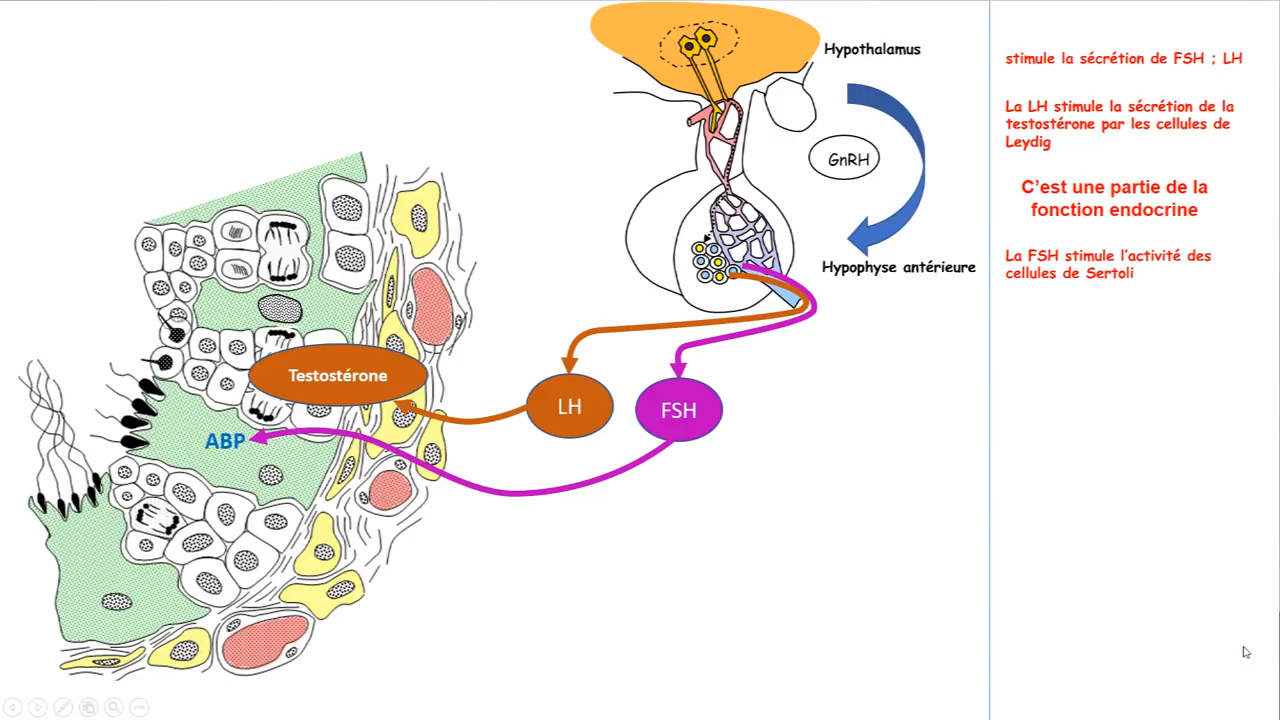 Hypothalamus
GnRH
Hypophyse antérieure
Testostérone
LH
FSH
ABP
stimule la sécrétion de FSH ; LH
La LH stimule la sécrétion de la
testostérone par les cellules de
Leydig
C’est une partie de la
fonction endocrine
La FSH stimule l’activité des
cellules de Sertoli